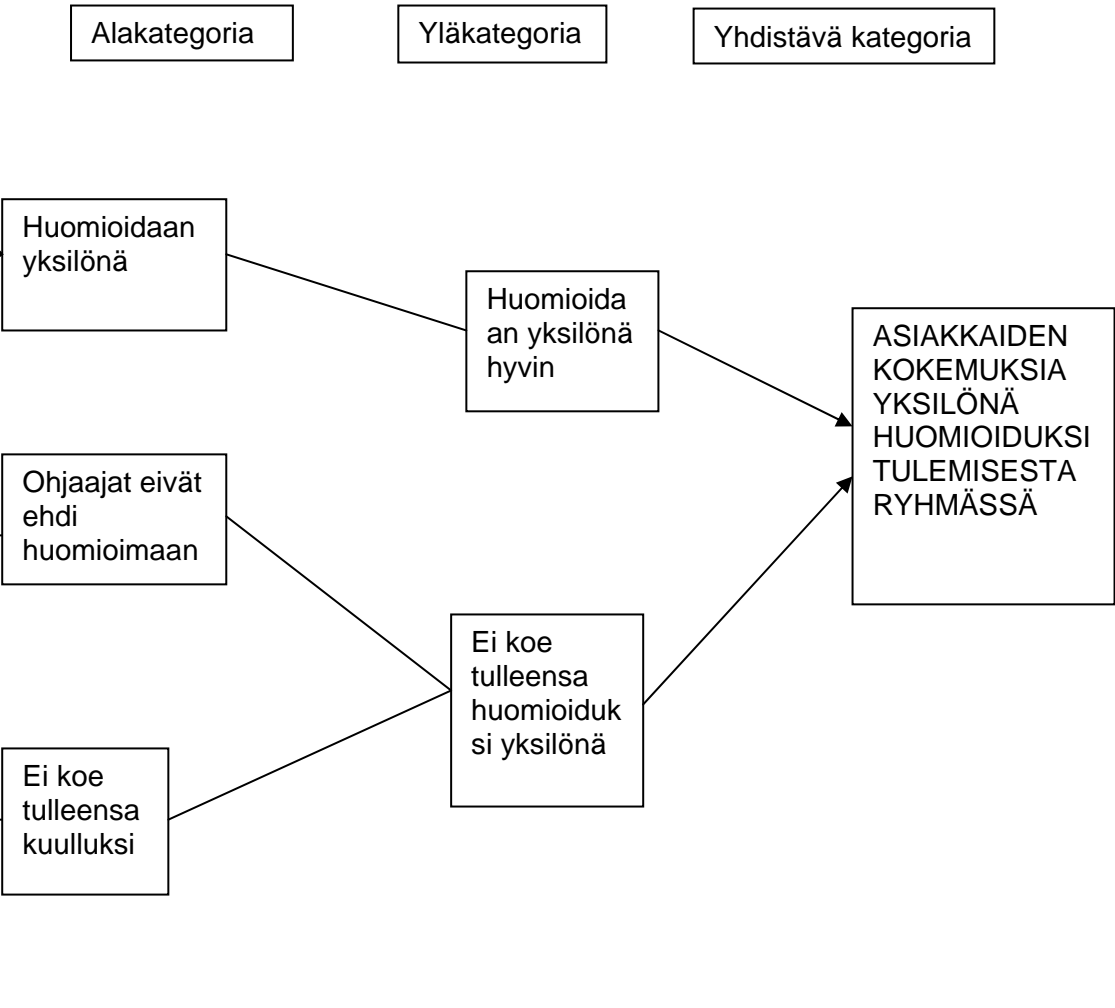 Alakategoria
Yläkategoria
Yhdistävä kategoria
Huomioidaan
yksilönä
Huomioida
an yksilönä
hyvin
ASIAKKAIDEN
KOKEMUKSIA
YKSILÖNÄ
HUOMIOIDUKSI
TULEMISESTA
RYHMÄSSÄ
Ohjaajat eivät
ehdi
huomioimaan
Ei koe
tulleensa
huomioiduk
si yksilönä
Ei koe
tulleensa
kuulluksi